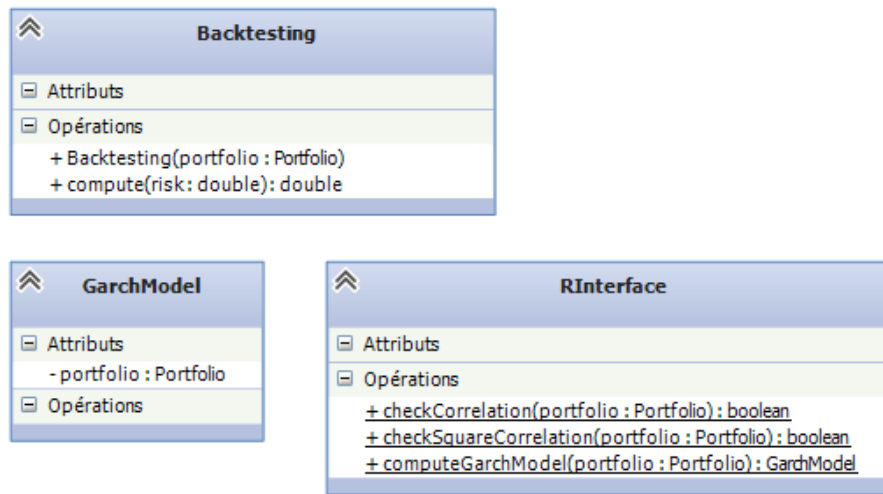 Backtesting
Attributs
Opérations
+ Backtesting(portfolio : Portfolio)
+ compute(risk : double) : double
GarchModel
Attributs
- portfolio : Portfolio
Opérations
RInterface
Attributs
Opérations
+ checkCorrelation(portfolio : Portfolio) : boolean
+ checkSquareCorrelation(portfolio : Portfolio) : boolean
+ computeGarchModel(portfolio : Portfolio) : GarchModel